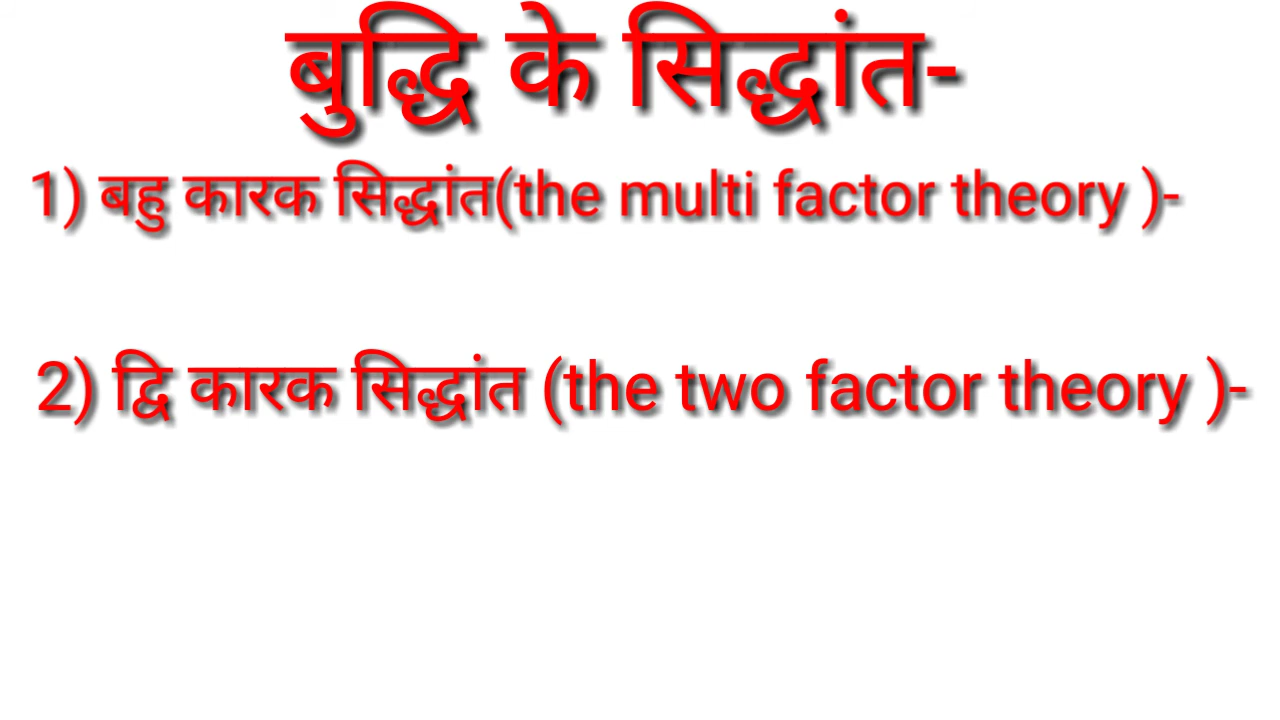 बुद्धि के सिद्धांत-
1) बहु कारक सिद्धांत(the multi factor theory )-
2) द्वि कारक सिद्धांत (the two factor theory )-